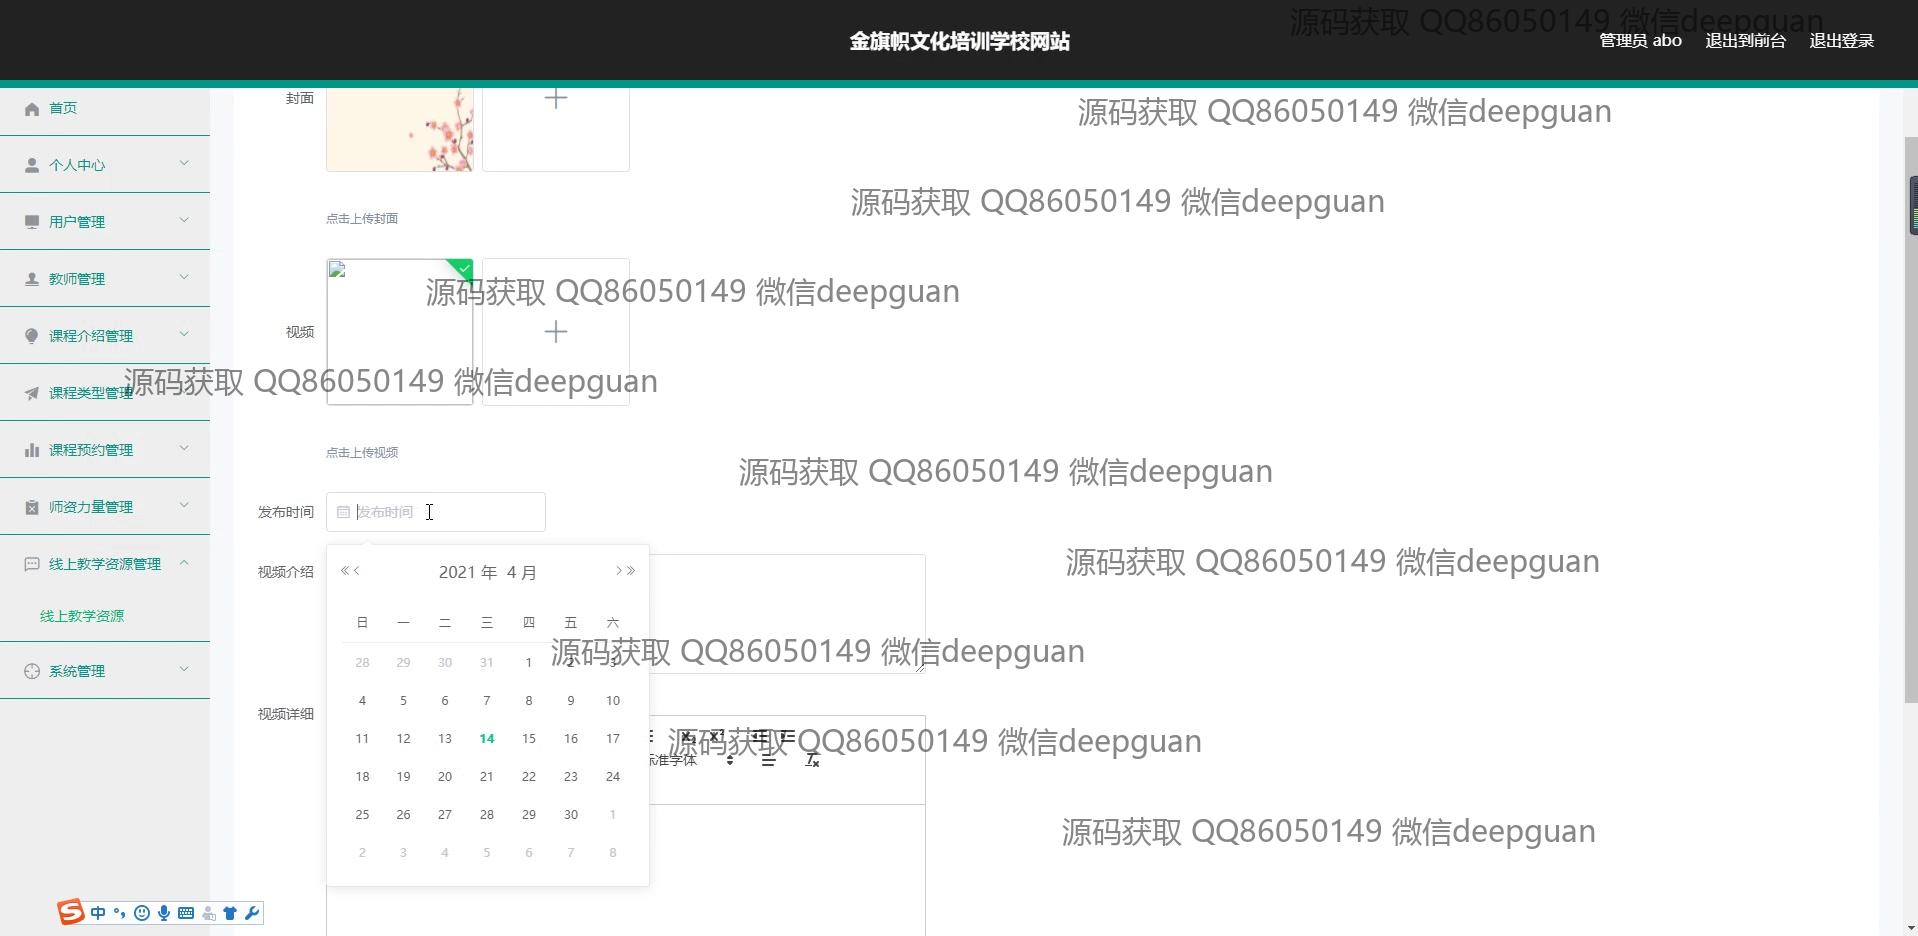 金旗帜文化培训学校网站
源码获取 QQ86050149 微信deepguan
管理员 abo 退出到前台 退出登录
首页
个人中心
用户管理
教师管理
课程介绍管理
课程类型管理
课程预约管理
师资力量管理
线上教学资源管理
线上教学资源
系统管理
封面
源码获取 QQ86050149 微信deepguan
源码获取 QQ86050149 微信deepguan
点击上传封面
源码获取 QQ86050149 微信deepguan
视频
源码获取 QQ86050149 微信deepguan
点击上传视频
源码获取 QQ86050149 微信deepguan
发布时间 发布时间
源码获取 QQ86050149 微信deepguan
视频介绍
2021 年 4 月
日 一 二 三 四 五 六
源码获取 QQ86050149 微信deepguan
28 29 30 31 1 2 3
4 5 6 7 8 9 10
视频详细
11 12 13 14 15 16 17
源码获取 QQ86050149 微信deepguan
标准字体
18 19 20 21 22 23 24
25 26 27 28 29 30 1
源码获取 QQ86050149 微信deepguan
2 3 4 5 6 7 8
中